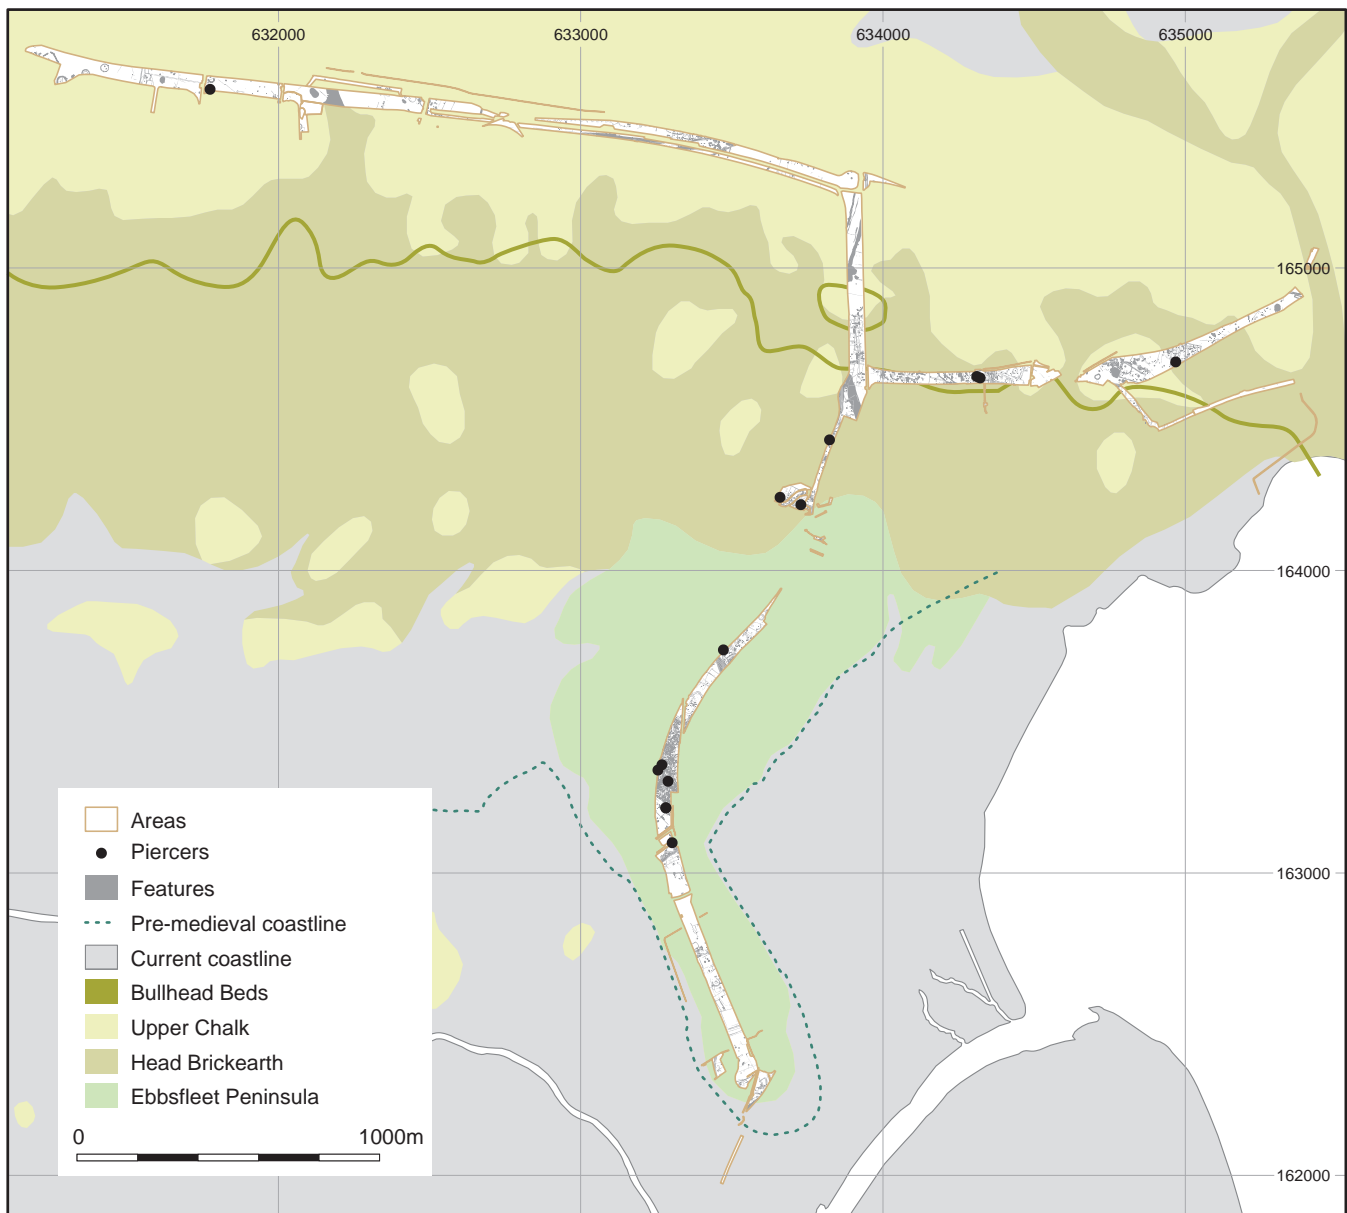 632000 633000 634000 635000
165000
164000
163000
162000
Areas
Piercers
Features
Pre-medieval coastline
Current coastline
Bullhead Beds
Upper Chalk
Head Brickearth
Ebbsfleet Peninsula
0 1000m